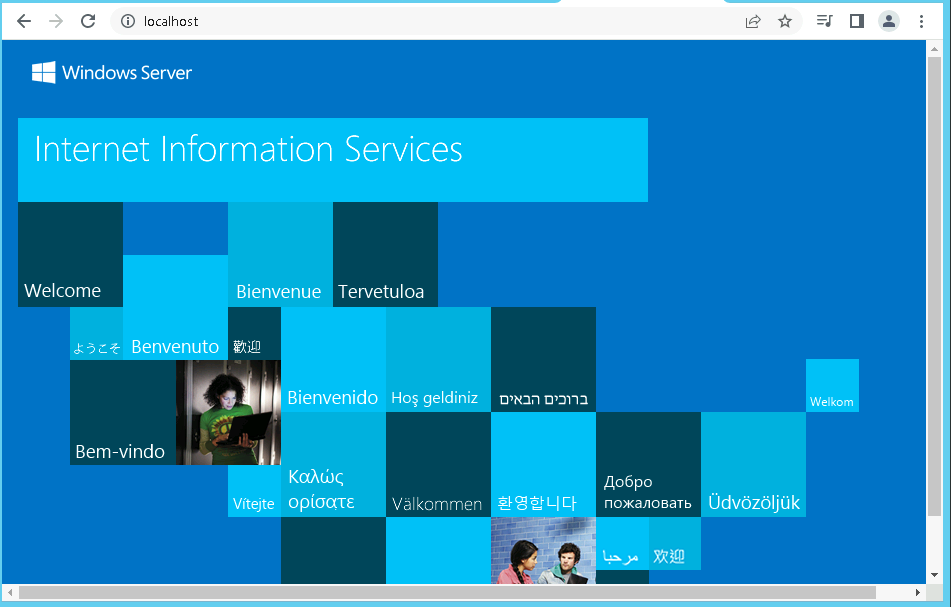 localhost
Windows Server
Internet Information Services
Welcome
Bienvenue
Tervetuloa
ようこそ
Benvenuto
歡迎
Bienvenido
Hoş geldiniz
ברוכים הבאים
Welkom
Bem-vindo
Vítejte
Καλώς
ορίσατε
Välkommen
환영합니다
Добро
пожаловать
Üdvözöljük
مرحبا
欢迎